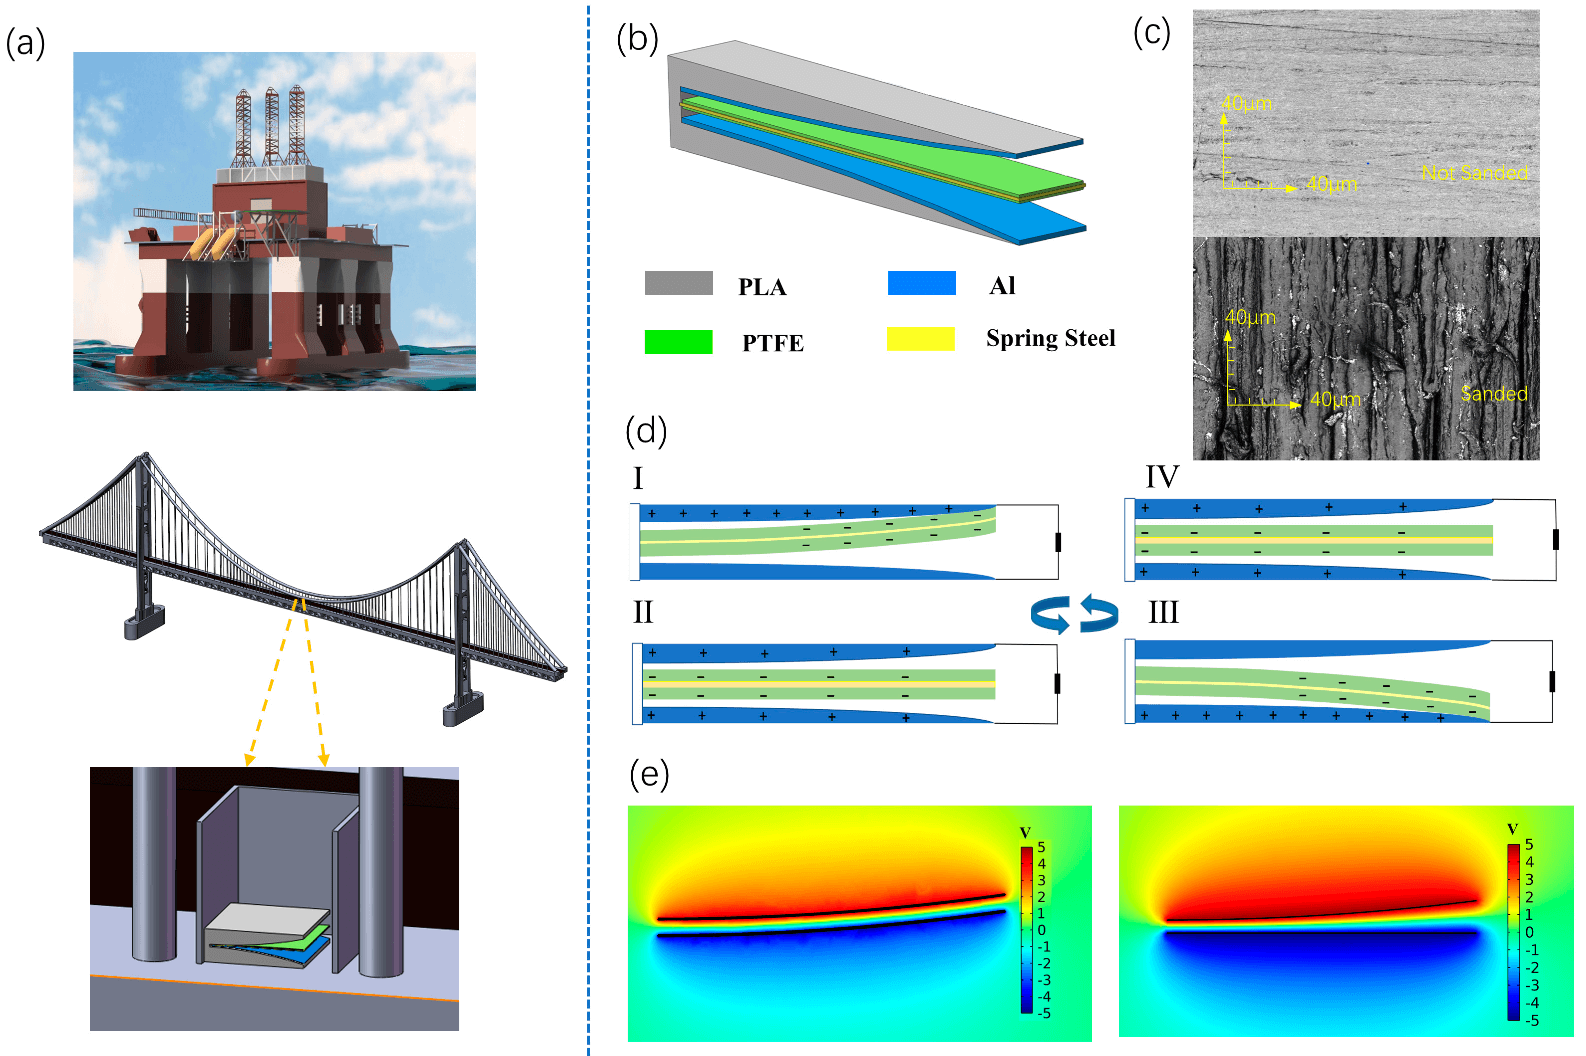 (a)
(b)
PLA
Al
PTFE
Spring Steel
(c)
40μm
40μm
Not Sanded
40μm
40μm
Sanded
(d)
I
+ + + + + + + + + +
− − − − −
− − − − −
IV
+ + + + +
− − − − −
− − − − −
+ + + + +
II
+ + + + +
− − − − −
− − − − −
+ + + + +
III
− − − − −
− − − − −
+ + + + + + + + + +
(e)
V
5
4
3
2
1
0
-1
-2
-3
-4
-5
V
5
4
3
2
1
0
-1
-2
-3
-4
-5